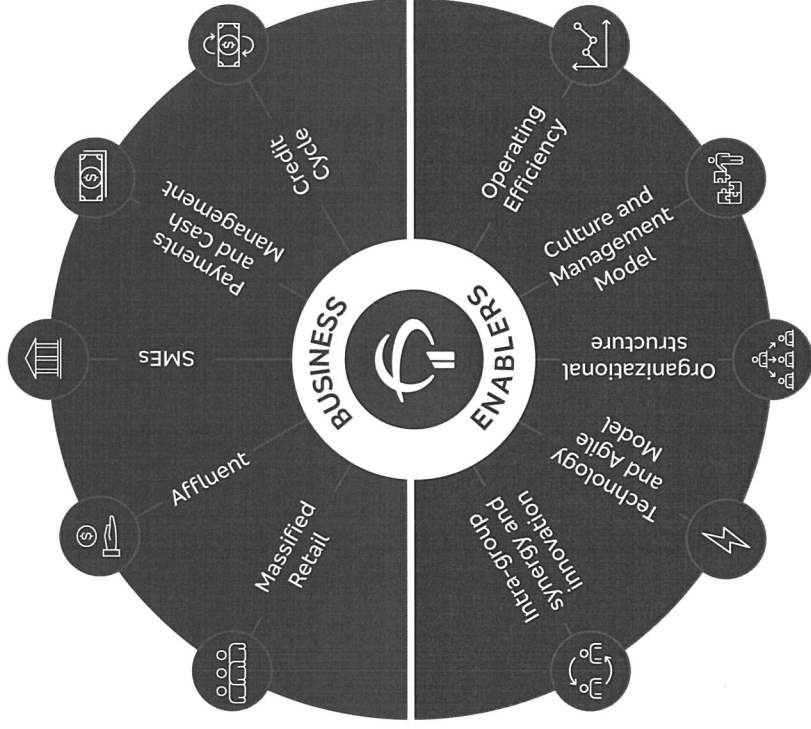 BUSINESS
Massified
Retail
Affluent
SMEs
Payments
and Cash
Management
Credit
Cycle
ENABLERS
Operating
Efficiency
Culture and
Management
Model
Organizational
structure
Technology
and Agile
Model
Intra-group
synergy and
innovation
$
$
$